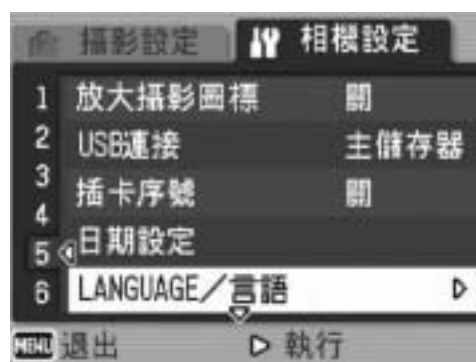 攝影設定 相機設定
1 放大攝影圖標 關
2 USB連接 主儲存器
3 插卡序號 關
4
5 日期設定
6 LANGUAGE/言語
MENU 退出 執行